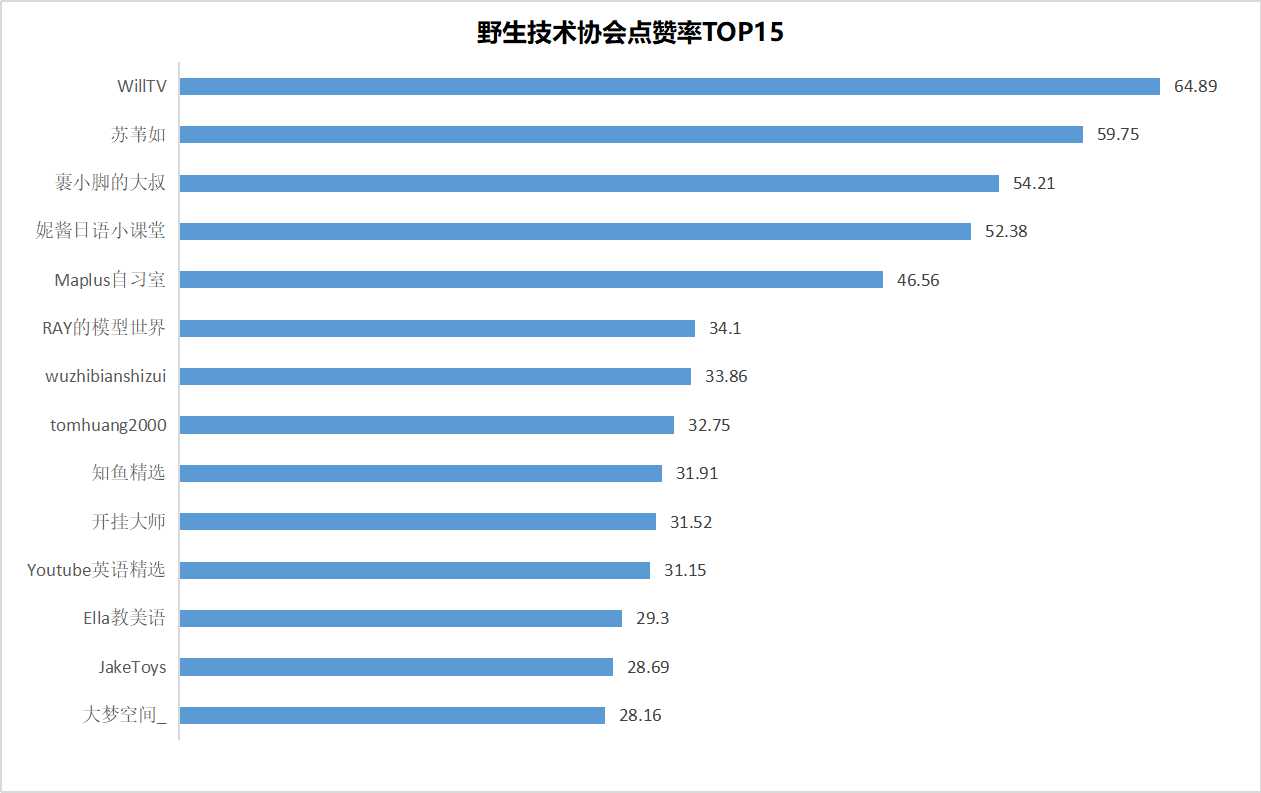 野生技术协会点赞率TOP15
WillTV 64.89
苏苇如 59.75
裹小脚的大叔 54.21
妮酱日语小课堂 52.38
Maplus自习室 46.56
RAY的模型世界 34.1
wuzhibianshizui 33.86
tomhuang2000 32.75
知鱼精选 31.91
开挂大师 31.52
Youtube英语精选 31.15
Ella教美语 29.3
JakeToys 28.69
大梦空间_ 28.16